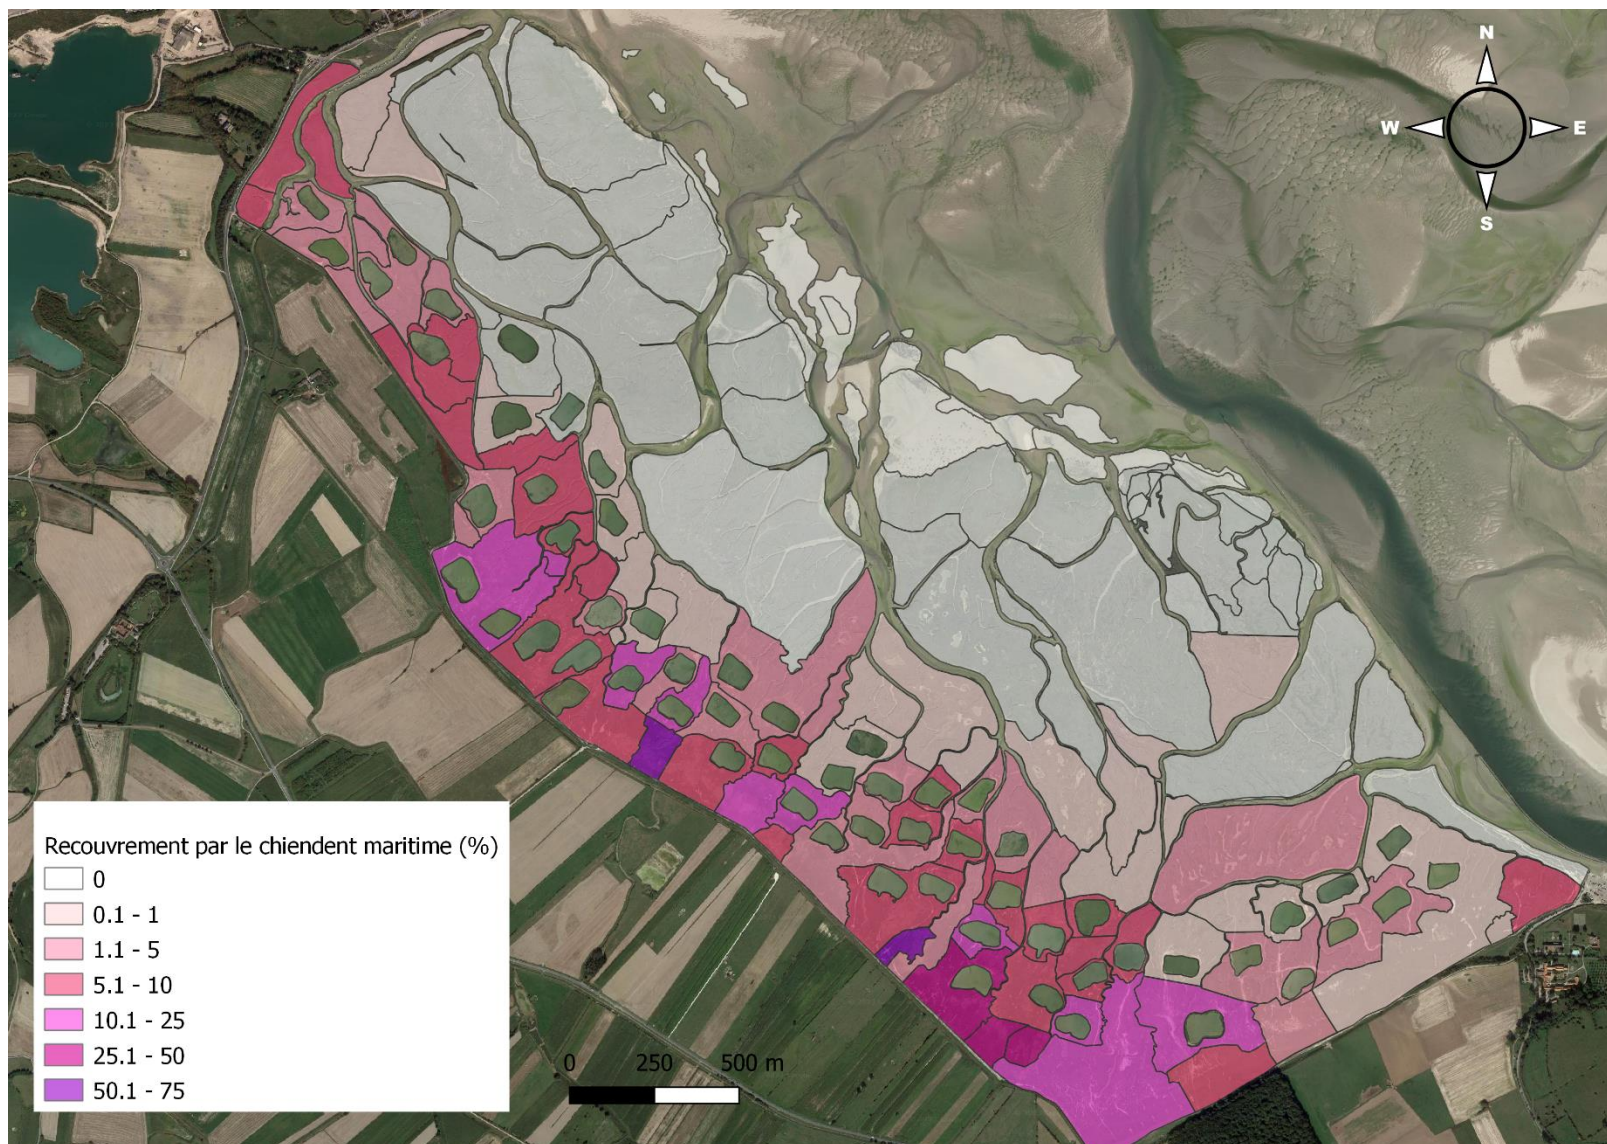 N
W E
S
Recouvrement par le chiendent maritime (%)
0
0.1 - 1
1.1 - 5
5.1 - 10
10.1 - 25
25.1 - 50
50.1 - 75
0 250 500 m